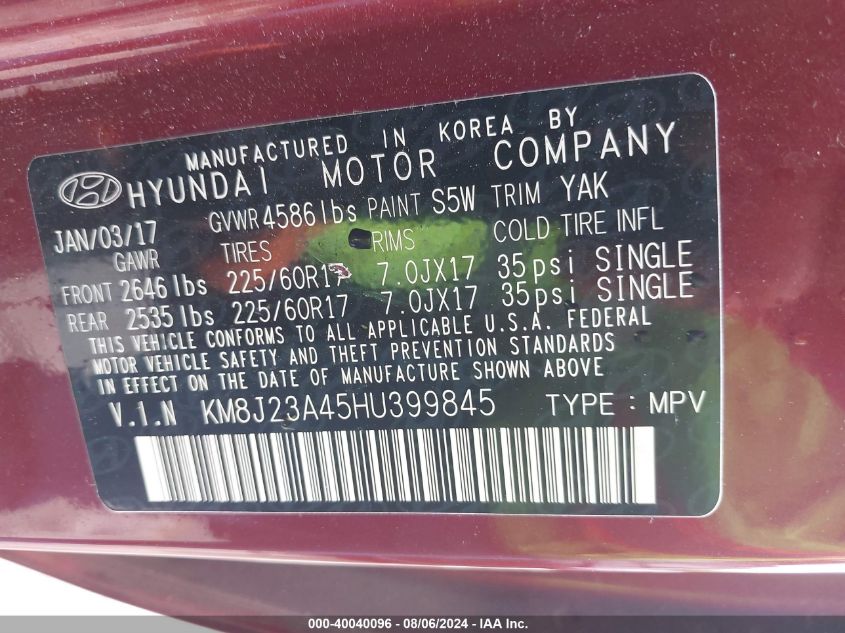 MANUFACTURED IN KOREA BY
HYUNDAI MOTOR COMPANY
JAN/03/17 GVWR 4586 lbs PAINT S5W TRIM YAK
GAWR TIRES RIMS COLD TIRE INFL
FRONT 2646 lbs 225/60R17 7.0JX17 35psi SINGLE
REAR 2535 lbs 225/60R17 7.0JX17 35psi SINGLE
THIS VEHICLE CONFORMS TO ALL APPLICABLE U.S.A. FEDERAL
MOTOR VEHICLE SAFETY AND THEFT PREVENTION STANDARDS
IN EFFECT ON THE DATE OF MANUFACTURE SHOWN ABOVE
V.I.N KM8J23A45HU399845 TYPE : MPV
000-40040096 - 08/06/2024 - IAA Inc.